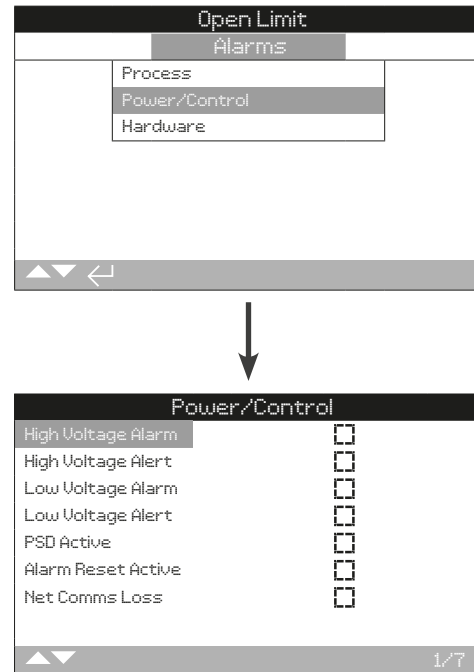 Open Limit
Alarms
Process
Power/Control
Hardware
Power/Control
High Voltage Alarm
High Voltage Alert
Low Voltage Alarm
Low Voltage Alert
PSD Active
Alarm Reset Active
Net Comms Loss
1/7